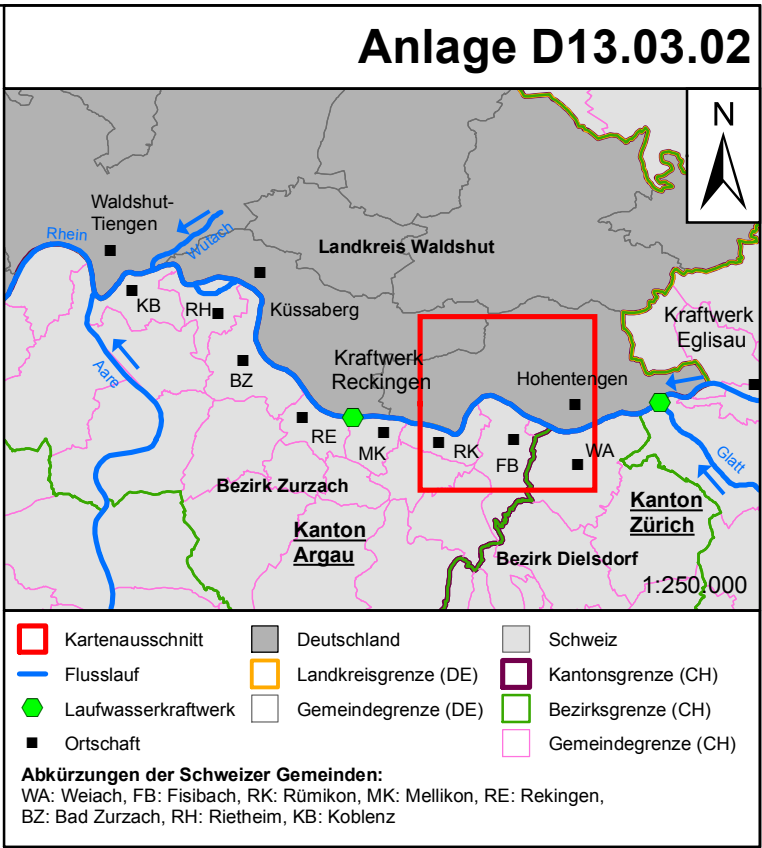 Anlage D13.03.02
N
Waldshut-
Tiengen
Rhein
Wutach
Landkreis Waldshut
KB
RH
Küssaberg
Kraftwerk
Eglisau
Aare
BZ
Kraftwerk
Reckingen
Hohentengen
RE
MK
RK
FB
WA
Glatt
Bezirk Zurzach
Kanton
Argau
Kanton
Zürich
Bezirk Dielsdorf
1:250.000
Kartenausschnitt
Deutschland
Schweiz
Flusslauf
Landkreisgrenze (DE)
Kantonsgrenze (CH)
Laufwasserkraftwerk
Gemeindegrenze (DE)
Bezirksgrenze (CH)
Ortschaft
Gemeindegrenze (CH)
Abkürzungen der Schweizer Gemeinden:
WA: Weiach, FB: Fisibach, RK: Rümikon, MK: Mellikon, RE: Rekingen,
BZ: Bad Zurzach, RH: Rietheim, KB: Koblenz